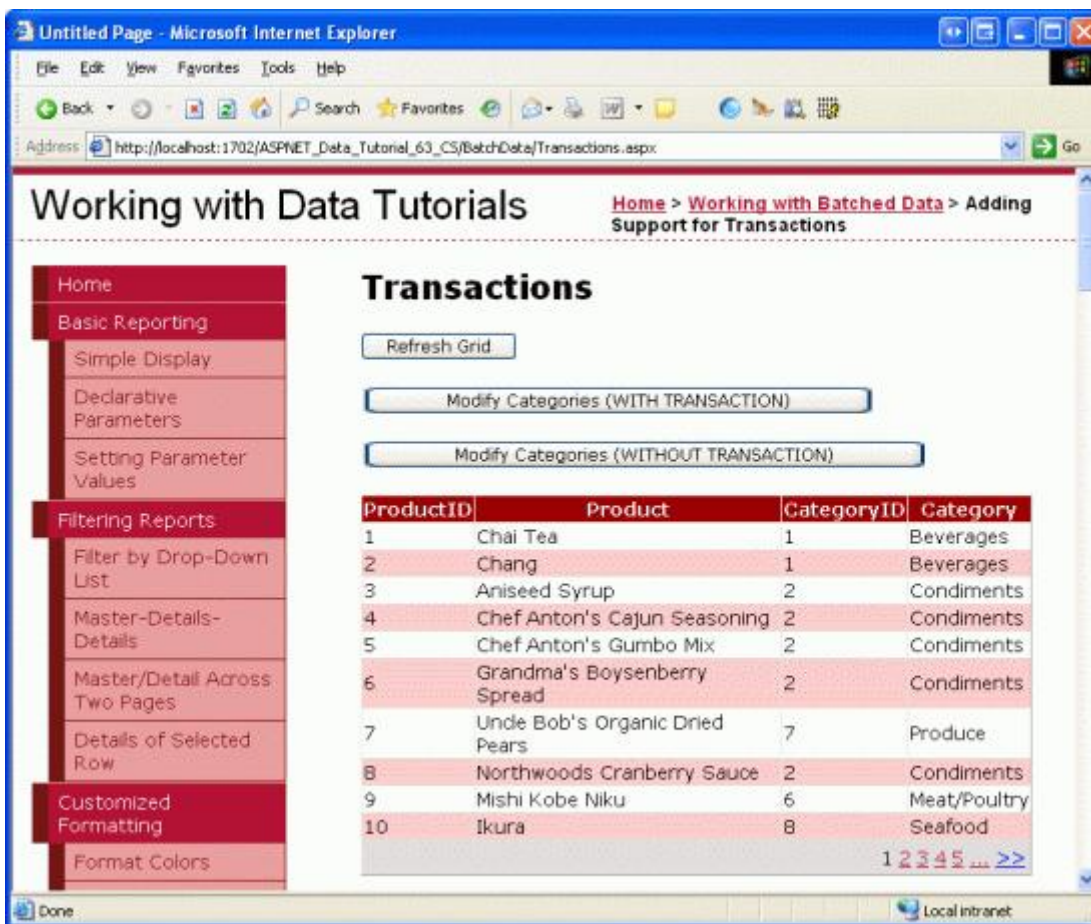 Untitled Page - Microsoft Internet Explorer
File Edit View Favorites Tools Help
Back Search Favorites
Address http://localhost:1702/ASPNET_Data_Tutorial_63_CS/BatchData/Transactions.aspx Go
Working with Data Tutorials
Home > Working with Batched Data > Adding
Support for Transactions
Home
Basic Reporting
Simple Display
Declarative
Parameters
Setting Parameter
Values
Filtering Reports
Filter by Drop-Down
List
Master-Details-
Details
Master/Detail Across
Two Pages
Details of Selected
Row
Customized
Formatting
Format Colors
Transactions
Refresh Grid
Modify Categories (WITH TRANSACTION)
Modify Categories (WITHOUT TRANSACTION)
ProductID Product CategoryID Category
1 Chai Tea 1 Beverages
2 Chang 1 Beverages
3 Aniseed Syrup 2 Condiments
4 Chef Anton's Cajun Seasoning 2 Condiments
5 Chef Anton's Gumbo Mix 2 Condiments
6 Grandma's Boysenberry
Spread 2 Condiments
7 Uncle Bob's Organic Dried
Pears 7 Produce
8 Northwoods Cranberry Sauce 2 Condiments
9 Mishi Kobe Niku 6 Meat/Poultry
10 Ikura 8 Seafood
1 2 3 4 5 ... >>
Done
Local intranet